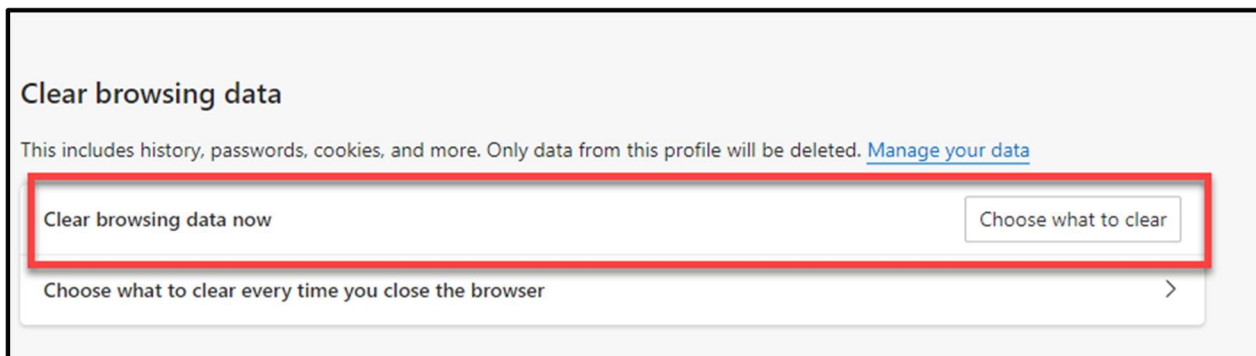 Clear browsing data
This includes history, passwords, cookies, and more. Only data from this profile will be deleted. Manage your data
Clear browsing data now
Choose what to clear
Choose what to clear every time you close the browser